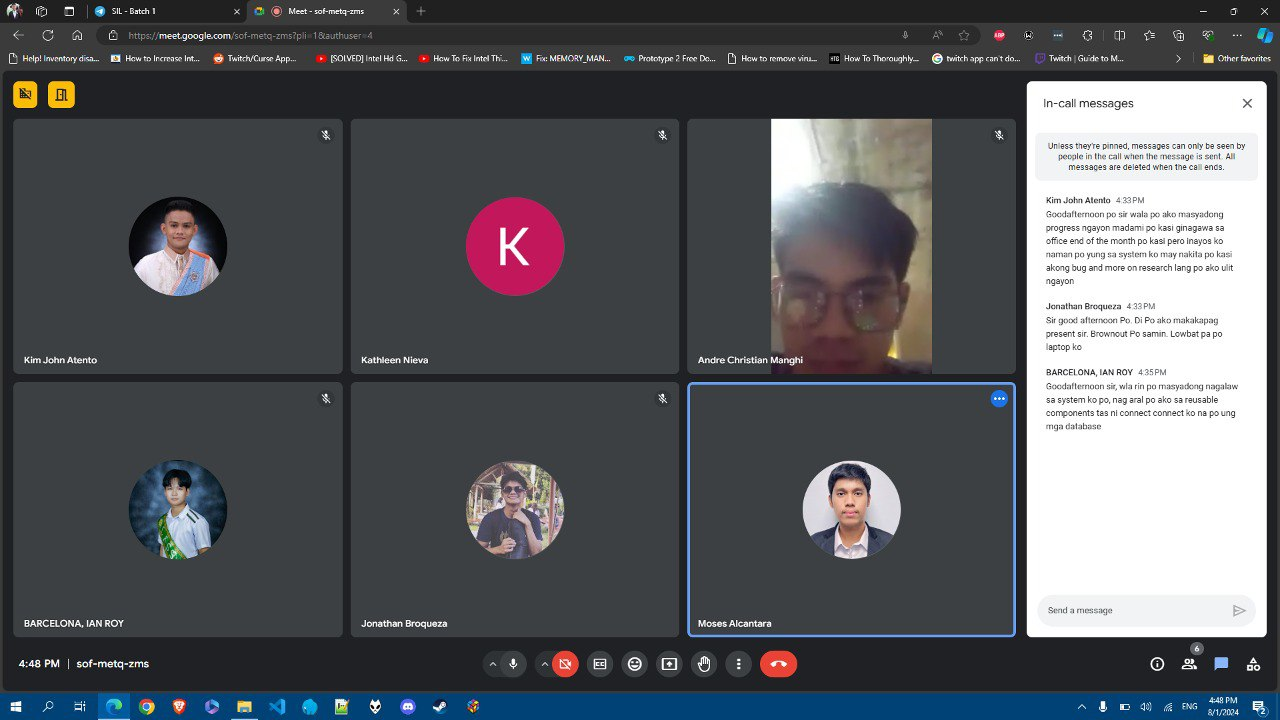 SIL - Batch 1
Meet - sof-metq-zms
https://meet.google.com/sof-metq-zms?pli=1&authuser=4
Help! Inventory disa...
How to Increase Int...
Twitch/Curse App...
[SOLVED] Intel Hd G...
How To Fix Intel Thi...
Fix: MEMORY_MAN...
Prototype 2 Free Do...
How to remove viru...
How To Thoroughly...
twitch app can't do...
Twitch | Guide to M...
Other favorites
In-call messages
Unless they're pinned, messages can only be seen by
people in the call when the message is sent. All
messages are deleted when the call ends.
Kim John Atento 4:33 PM
Goodafternoon po sir wala po ako masyadong
progress ngayon madami po kasi ginagawa sa
office end of the month po kasi pero inayos ko
naman po yung sa system ko may nakita po kasi
akong bug and more on research lang po ako ulit
ngayon
Jonathan Broqueza 4:33 PM
Sir good afternoon Po. Di Po ako makakapag
present sir. Brownout Po samin. Lowbat pa po
laptop ko
BARCELONA, IAN ROY 4:35 PM
Goodafternoon sir, wla rin po masyadong nagalaw
sa system ko po, nag aral po ako sa reusable
components tas ni connect connect ko na po ung
mga database
Send a message
K
Kim John Atento
Kathleen Nieva
Andre Christian Manghi
BARCELONA, IAN ROY
Jonathan Broqueza
Moses Alcantara
4:48 PM | sof-metq-zms
6
ENG
4:48 PM
8/1/2024
2